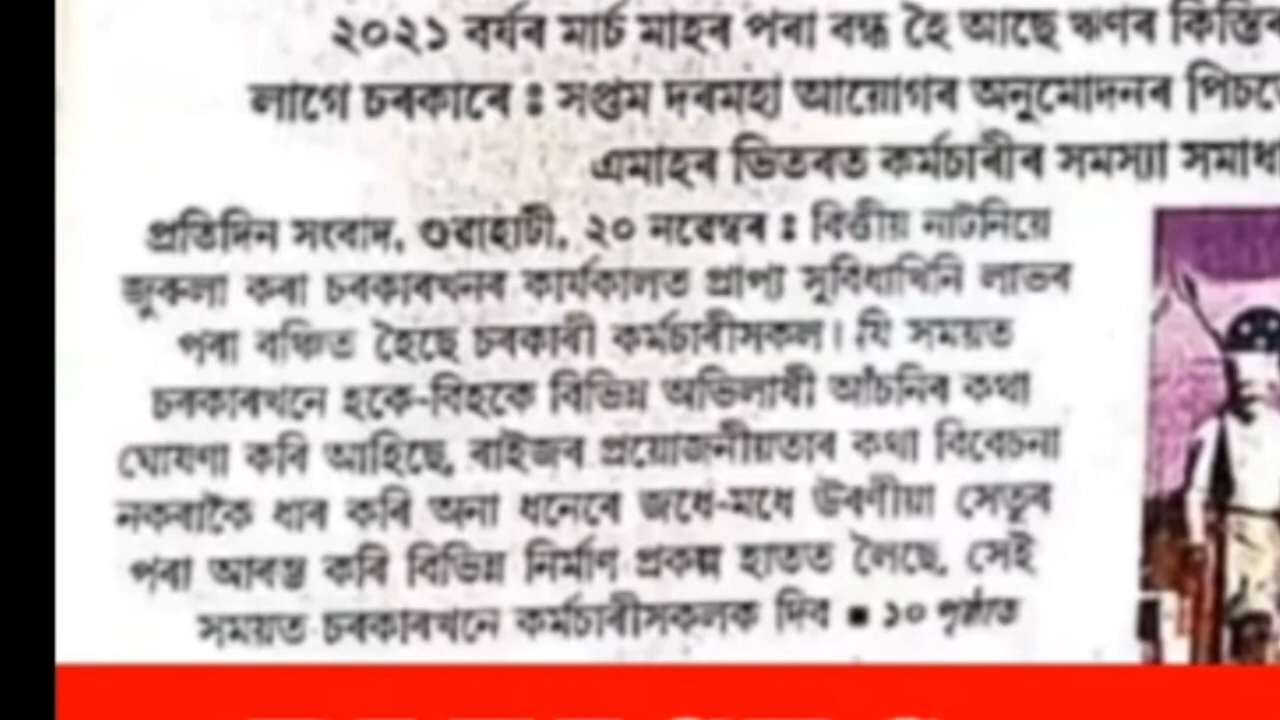 ২০২১ বৰ্ষৰ মাৰ্চ মাহৰ পৰা বন্ধ হৈ আছে ঋণৰ
লাগে চৰকাৰে ঃ সপ্তম দৰমহা আয়োগৰ অনুমোদনৰ
এমাহৰ ভিতৰত কৰ্মচাৰীৰ সমস্যা
প্ৰতিদিন সংবাদ, গুৱাহাটী, ২০ নৱেম্বৰ ঃ বিত্তীয় নাটনিয়ে
জুৰুলা কৰা চৰকাৰখনৰ কাৰ্যকালত প্ৰাপ্য সুবিধাখিনি লাভৰ
পৰা বঞ্চিত হৈছে চৰকাৰী কৰ্মচাৰীসকল। যি সময়ত
চৰকাৰখনে হকে-বিহকে বিভিন্ন অভিলাষী আঁচনিৰ কথা
ঘোষণা কৰি আহিছে, ৰাইজৰ প্ৰয়োজনীয়তাৰ কথা বিবেচনা
নকৰাকৈ ধাৰ কৰি অনা ধনেৰে জধে-মধে উৰণীয়া সেতুৰ
পৰা আৰম্ভ কৰি বিভিন্ন নিৰ্মাণ প্ৰকল্প হাতত লৈছে, সেই
সময়ত চৰকাৰখনে কৰ্মচাৰীসকলক দিব ■ ১০ পৃষ্ঠাত